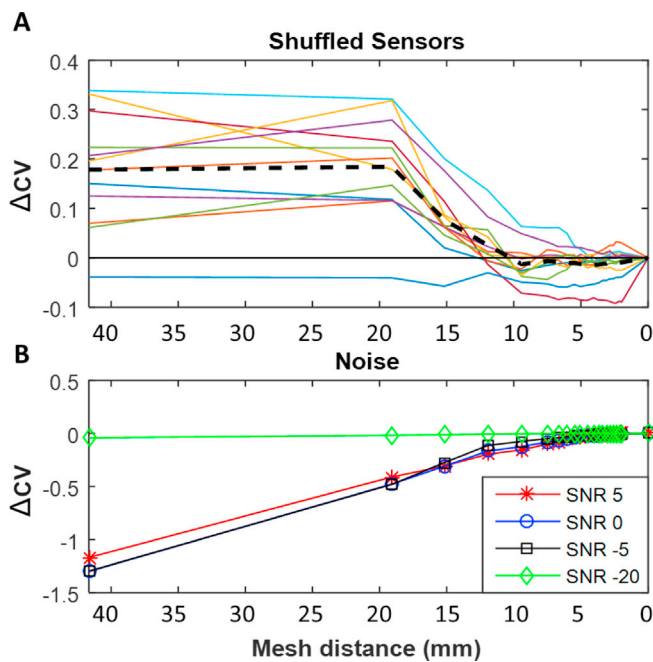 A
Shuffled Sensors
0.4
0.3
0.2
0.1
0
-0.1
ΔCV
40 35 30 25 20 15 10 5 0
B
Noise
0.5
0
-0.5
-1
-1.5
ΔCV
SNR 5
SNR 0
SNR -5
SNR -20
40 35 30 25 20 15 10 5 0
Mesh distance (mm)